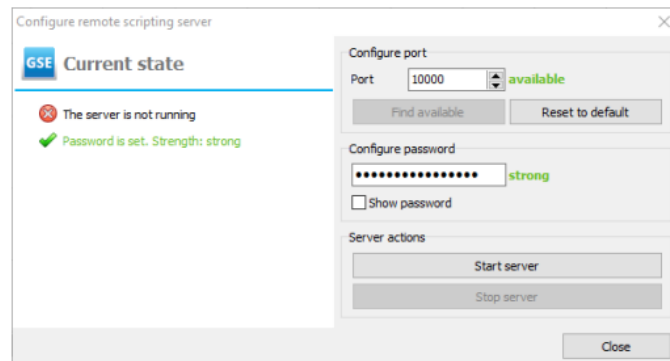 Configure remote scripting server
GSE Current state
The server is not running
Password is set. Strength: strong
Configure port
Port 10000 available
Find available Reset to default
Configure password
•••••••••••••••• strong
Show password
Server actions
Start server
Stop server
Close